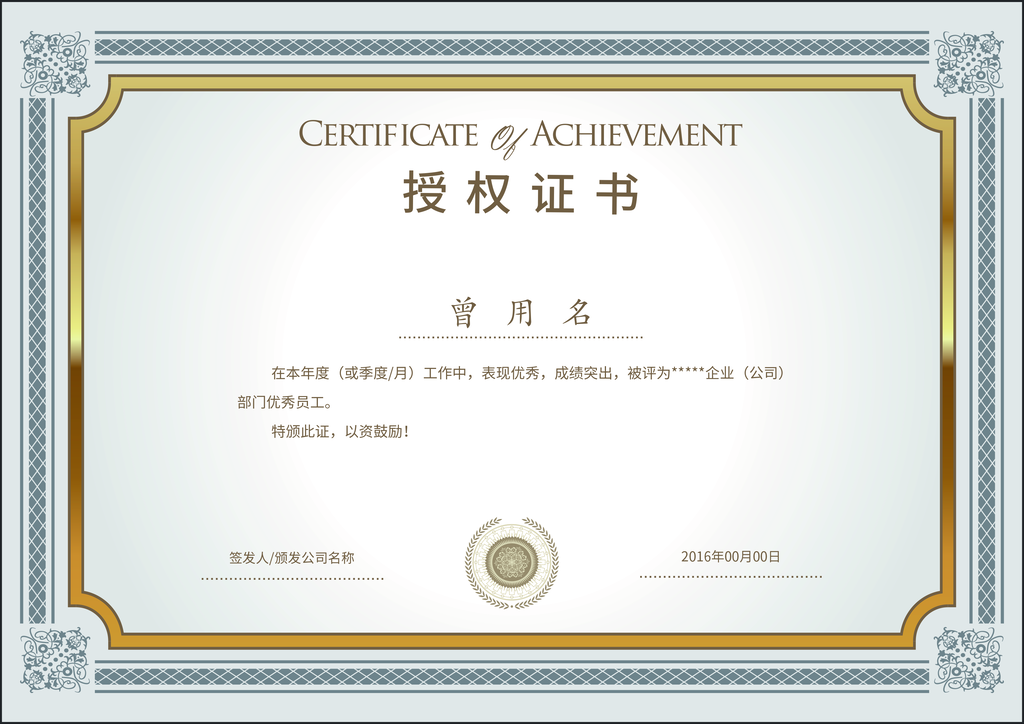 CERTIFICATE Of ACHIEVEMENT
授权证书
曾用名
在本年度（或季度/月）工作中，表现优秀，成绩突出，被评为*****企业（公司）
部门优秀员工。
特颁此证，以资鼓励！
签发人/颁发公司名称
2016年00月00日